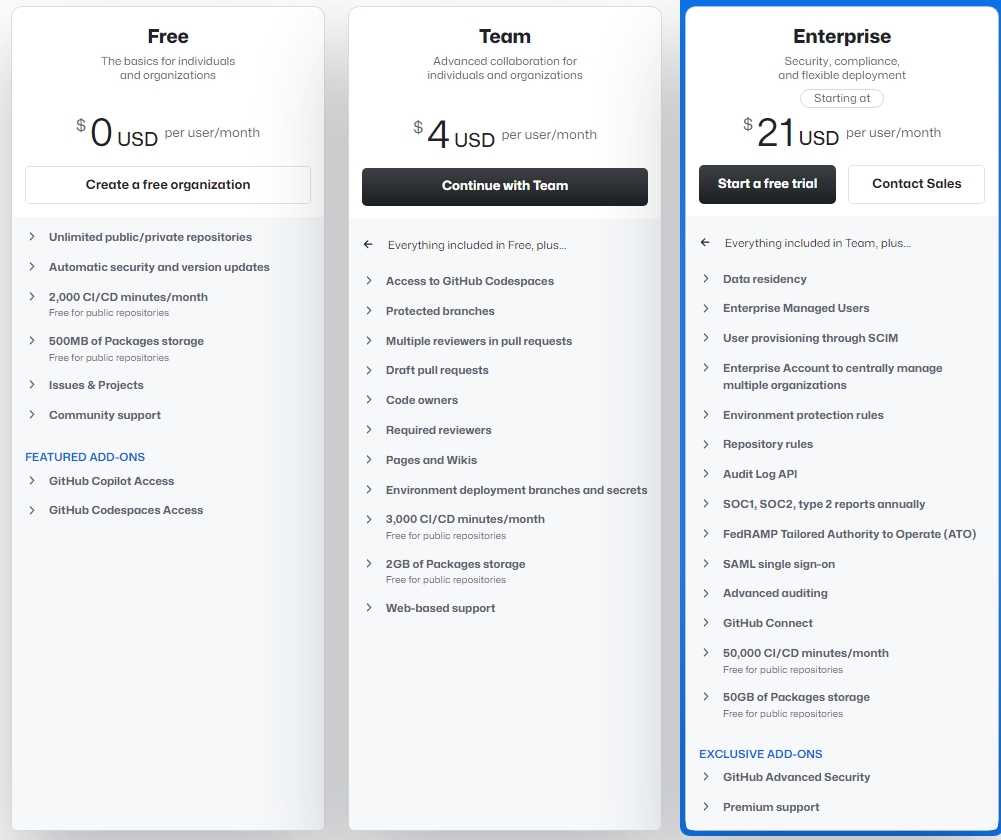 Free
The basics for individuals
and organizations
$ 0 USD per user/month
Create a free organization
Unlimited public/private repositories
Automatic security and version updates
2,000 CI/CD minutes/month
Free for public repositories
500MB of Packages storage
Free for public repositories
Issues & Projects
Community support
FEATURED ADD-ONS
GitHub Copilot Access
GitHub Codespaces Access
Team
Advanced collaboration for
individuals and organizations
$ 4 USD per user/month
Continue with Team
Everything included in Free, plus...
Access to GitHub Codespaces
Protected branches
Multiple reviewers in pull requests
Draft pull requests
Code owners
Required reviewers
Pages and Wikis
Environment deployment branches and secrets
3,000 CI/CD minutes/month
Free for public repositories
2GB of Packages storage
Free for public repositories
Web-based support
Enterprise
Security, compliance,
and flexible deployment
Starting at
$ 21 USD per user/month
Start a free trial
Contact Sales
Everything included in Team, plus...
Data residency
Enterprise Managed Users
User provisioning through SCIM
Enterprise Account to centrally manage
multiple organizations
Environment protection rules
Repository rules
Audit Log API
SOC1, SOC2, type 2 reports annually
FedRAMP Tailored Authority to Operate (ATO)
SAML single sign-on
Advanced auditing
GitHub Connect
50,000 CI/CD minutes/month
Free for public repositories
50GB of Packages storage
Free for public repositories
EXCLUSIVE ADD-ONS
GitHub Advanced Security
Premium support